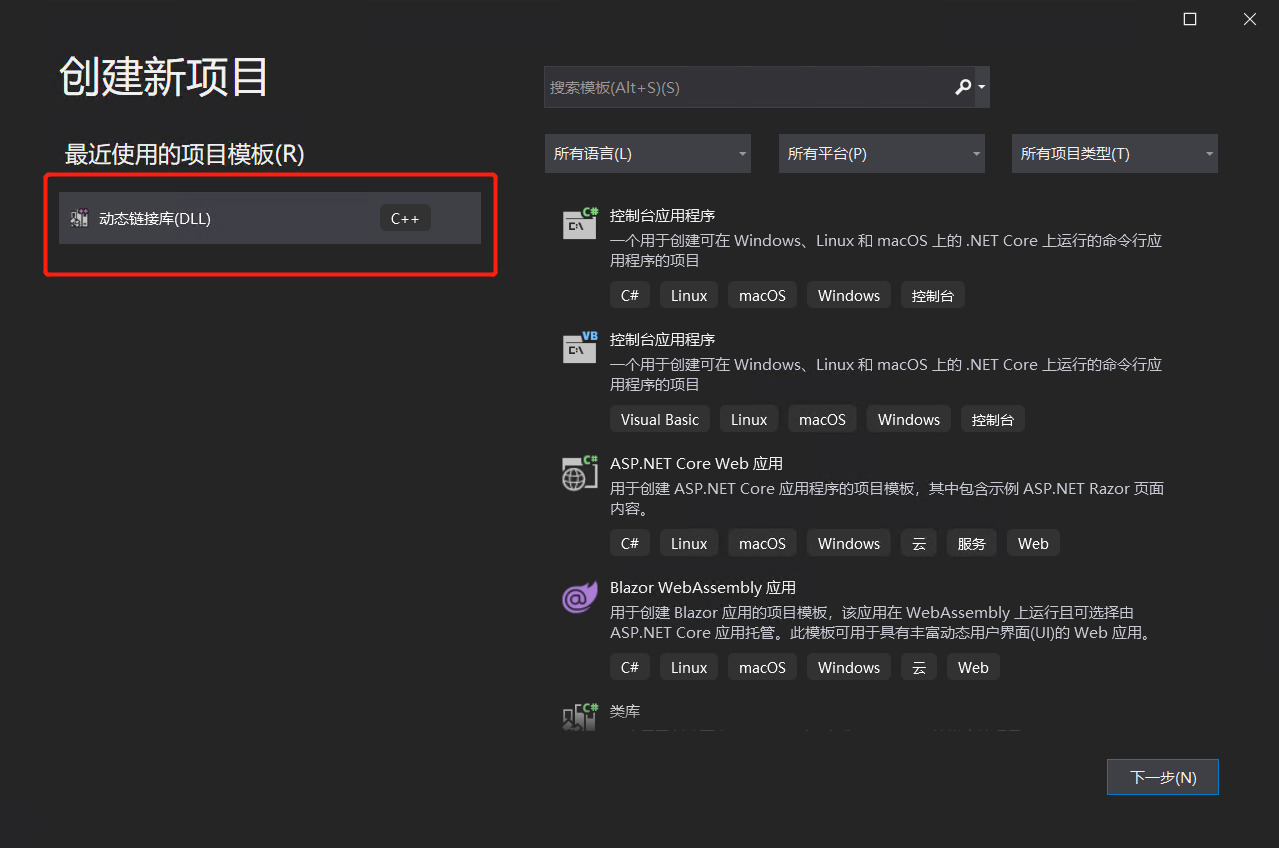 创建新项目
最近使用的项目模板(R)
动态链接库(DLL)
C++
搜索模板(Alt+S)(S)
所有语言(L)
所有平台(P)
所有项目类型(T)
C#
C:\
控制台应用程序
一个用于创建可在 Windows、Linux 和 macOS 上的 .NET Core 上运行的命令行应
用程序的项目
C# Linux macOS Windows 控制台
VB
C:\
控制台应用程序
一个用于创建可在 Windows、Linux 和 macOS 上的 .NET Core 上运行的命令行应
用程序的项目
Visual Basic Linux macOS Windows 控制台
C#
ASP.NET Core Web 应用
用于创建 ASP.NET Core 应用程序的项目模板，其中包含示例 ASP.NET Razor 页面
内容。
C# Linux macOS Windows 云 服务 Web
Blazor WebAssembly 应用
用于创建 Blazor 应用的项目模板，该应用在 WebAssembly 上运行且可选择由
ASP.NET Core 应用托管。此模板可用于具有丰富动态用户界面(UI)的 Web 应用。
C# Linux macOS Windows 云 Web
C#
类库
下一步(N)